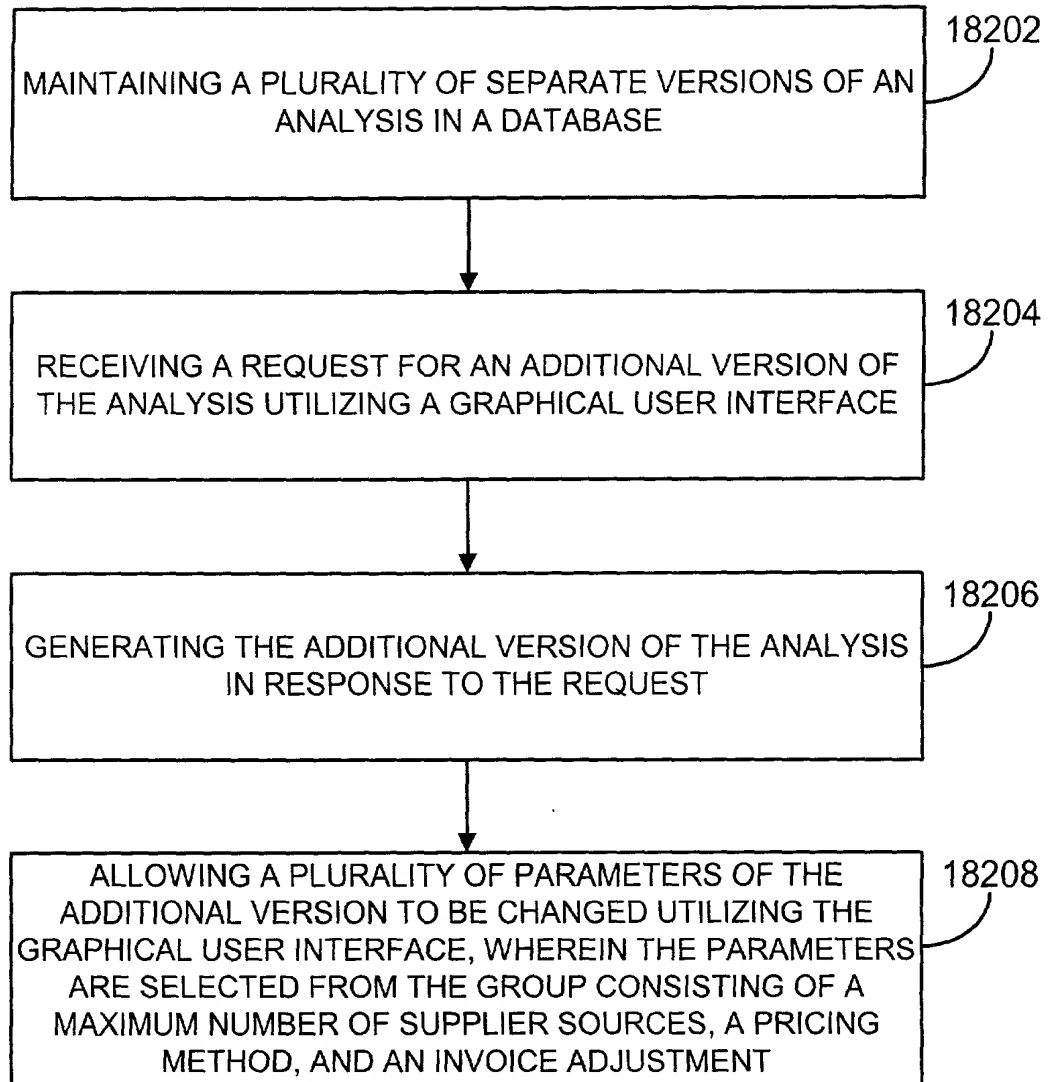 18202
MAINTAINING A PLURALITY OF SEPARATE VERSIONS OF AN
ANALYSIS IN A DATABASE
18204
RECEIVING A REQUEST FOR AN ADDITIONAL VERSION OF
THE ANALYSIS UTILIZING A GRAPHICAL USER INTERFACE
18206
GENERATING THE ADDITIONAL VERSION OF THE ANALYSIS
IN RESPONSE TO THE REQUEST
18208
ALLOWING A PLURALITY OF PARAMETERS OF THE
ADDITIONAL VERSION TO BE CHANGED UTILIZING THE
GRAPHICAL USER INTERFACE, WHEREIN THE PARAMETERS
ARE SELECTED FROM THE GROUP CONSISTING OF A
MAXIMUM NUMBER OF SUPPLIER SOURCES, A PRICING
METHOD, AND AN INVOICE ADJUSTMENT